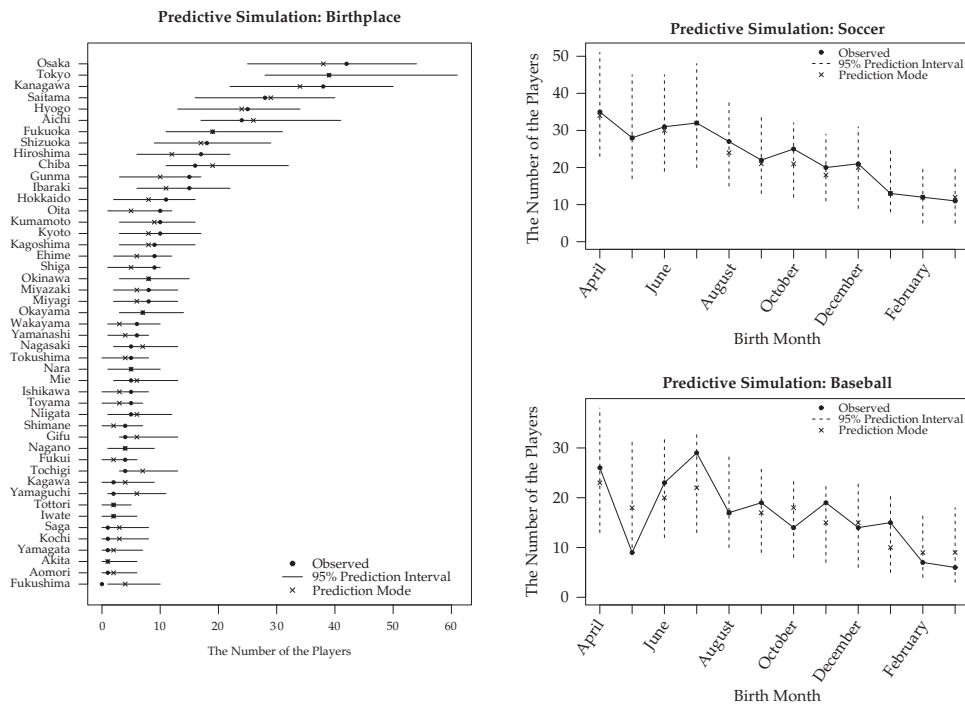 Predictive Simulation: Birthplace
Osaka
Tokyo
Kanagawa
Saitama
Hyogo
Aichi
Fukuoka
Shizuoka
Hiroshima
Chiba
Gunma
Ibaraki
Hokkaido
Oita
Kumamoto
Kyoto
Kagoshima
Ehime
Shiga
Okinawa
Miyazaki
Miyagi
Okayama
Wakayama
Yamanashi
Nagasaki
Tokushima
Nara
Mie
Ishikawa
Toyama
Niigata
Shimane
Gifu
Nagano
Fukui
Tochigi
Kagawa
Yamaguchi
Tottori
Iwate
Saga
Kochi
Yamagata
Akita
Aomori
Fukushima
Observed
95% Prediction Interval
Prediction Mode
0 10 20 30 40 50 60
The Number of the Players
Predictive Simulation: Soccer
Observed
95% Prediction Interval
Prediction Mode
The Number of the Players
50
40
30
20
10
0
April June August October December February
Birth Month
Predictive Simulation: Baseball
Observed
95% Prediction Interval
Prediction Mode
The Number of the Players
30
20
10
0
April June August October December February
Birth Month